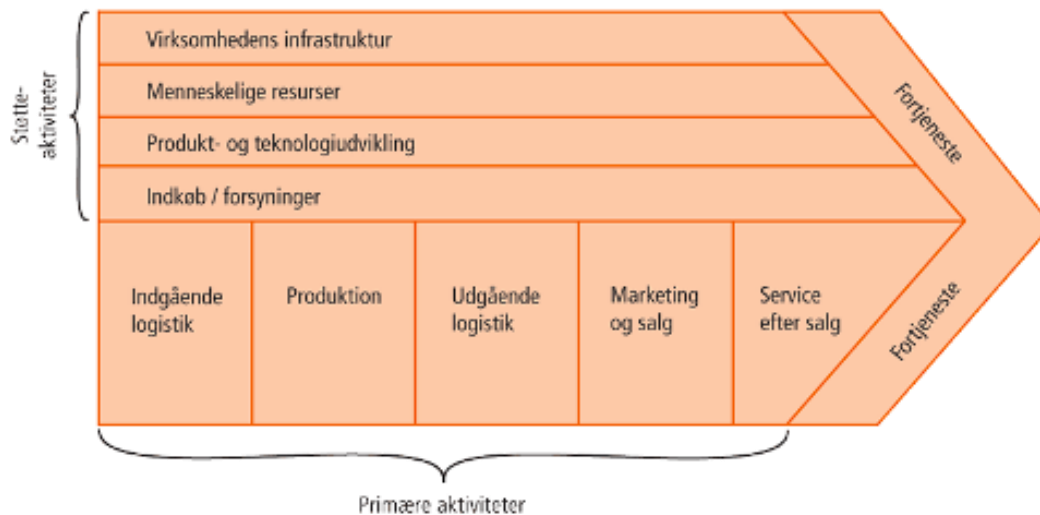 Støtte-
aktiviteter
Virksomhedens infrastruktur
Menneskelige resurser
Produkt- og teknologiudvikling
Indkøb / forsyninger
Fortjeneste
Indgående
logistik
Produktion
Udgående
logistik
Marketing
og salg
Service
efter salg
Fortjeneste
Primære aktiviteter